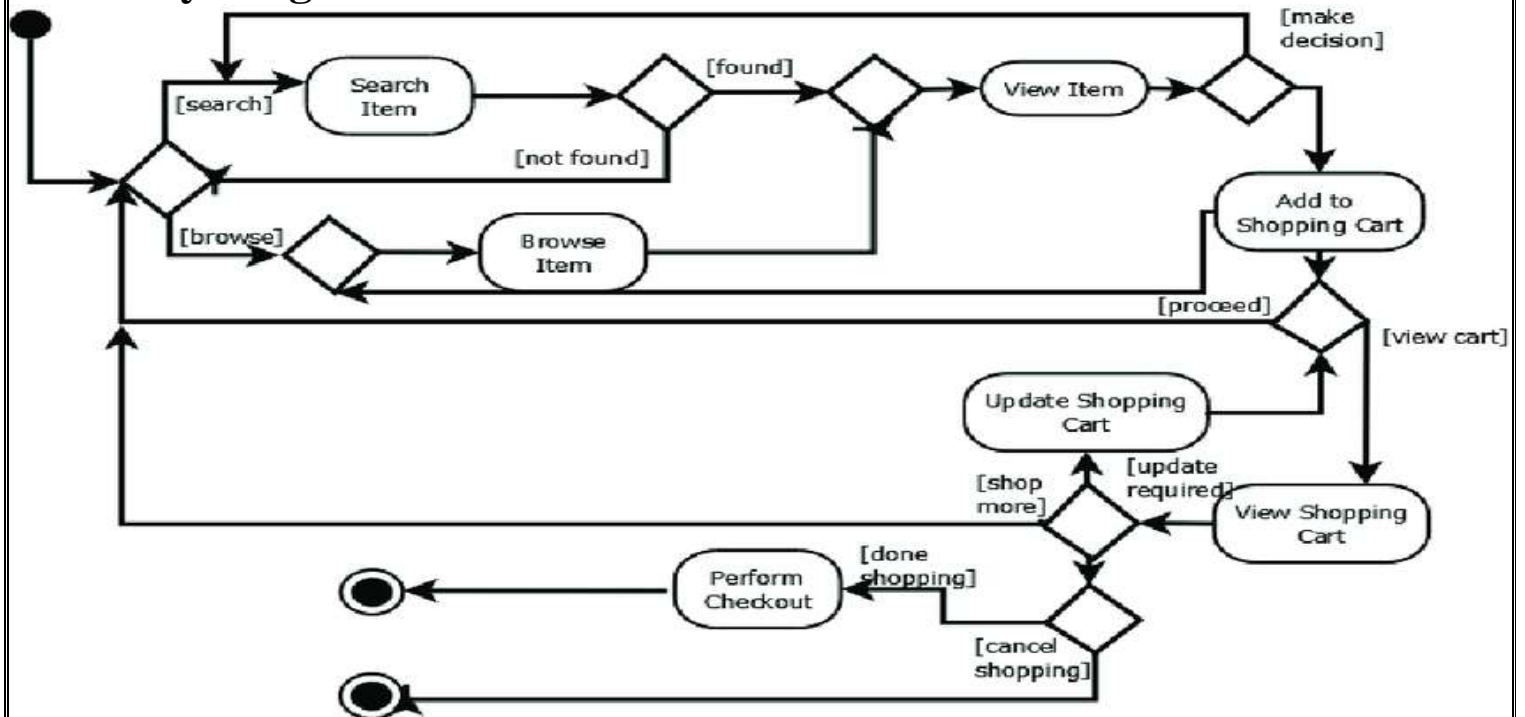 [make
decision]
[search]
Search
Item
[found]
View Item
[not found]
Add to
Shopping Cart
[browse]
Browse
Item
[proceed]
[view cart]
Update Shopping
Cart
[shop
more]
[update
required]
View Shopping
Cart
[done
shopping]
Perform
Checkout
[cancel
shopping]